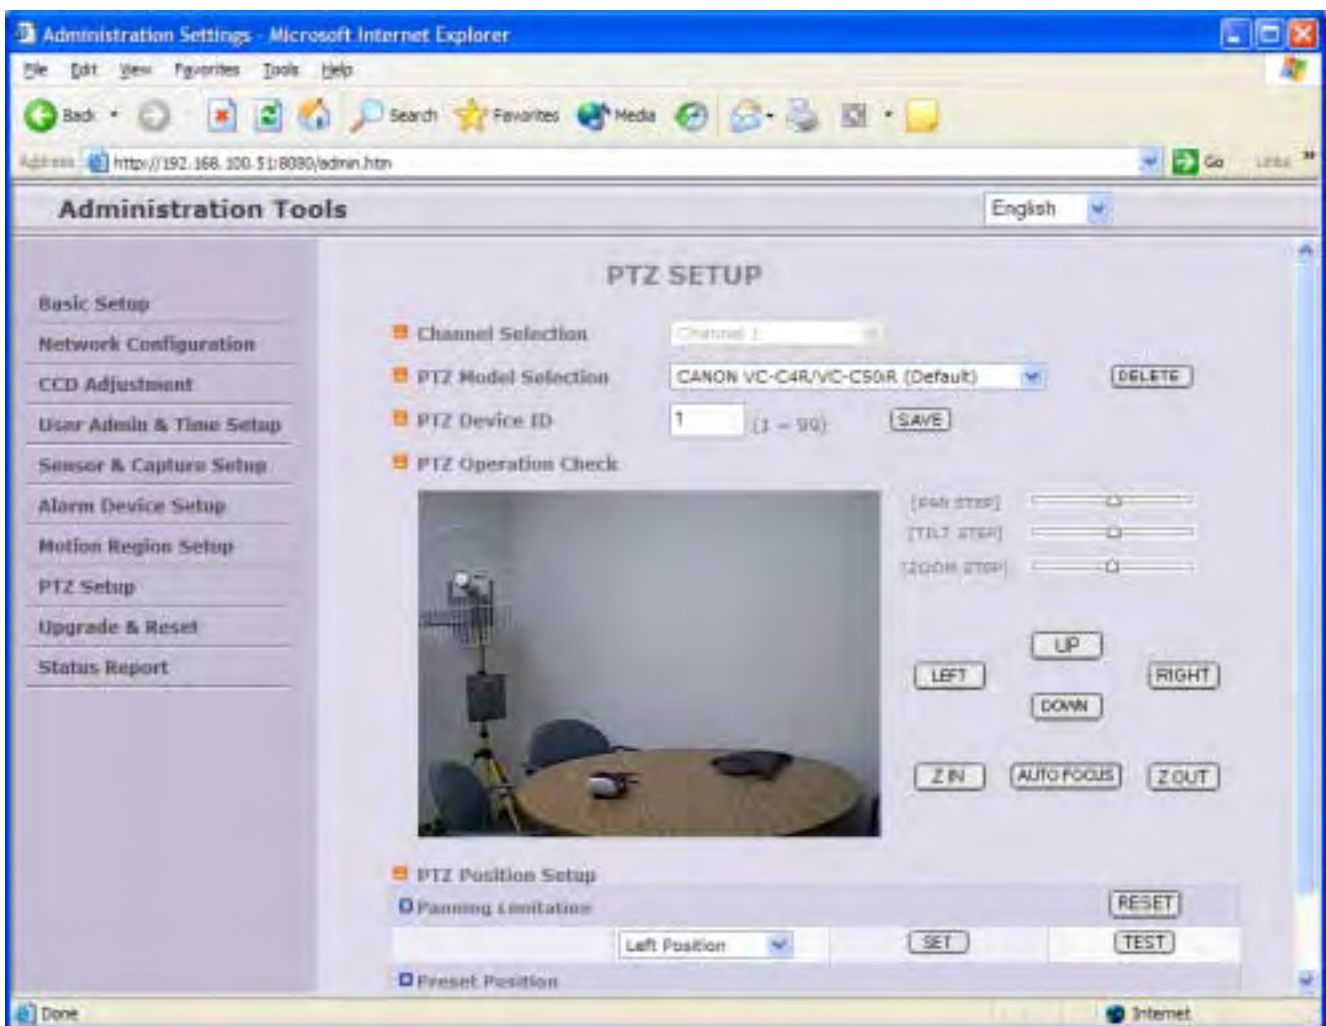 Administration Settings - Microsoft Internet Explorer
File Edit View Favorites Tools Help
Back Search Favorites Media
Address http://192.168.100.51:8080/admin.htm Go Links
Administration Tools English
PTZ SETUP
Basic Setup
Network Configuration
CCD Adjustment
User Admin & Time Setup
Sensor & Capture Setup
Alarm Device Setup
Motion Region Setup
PTZ Setup
Upgrade & Reset
Status Report
Channel Selection Channel 1
PTZ Model Selection CANON VC-C4R/VC-C50iR (Default) DELETE
PTZ Device ID 1 (1 ~ 99) SAVE
PTZ Operation Check
[PAN STEP]
[TILT STEP]
[ZOOM STEP]
UP
LEFT RIGHT
DOWN
Z IN AUTO FOCUS Z OUT
PTZ Position Setup
Panning Limitation RESET
Left Position SET TEST
Preset Position
Done Internet